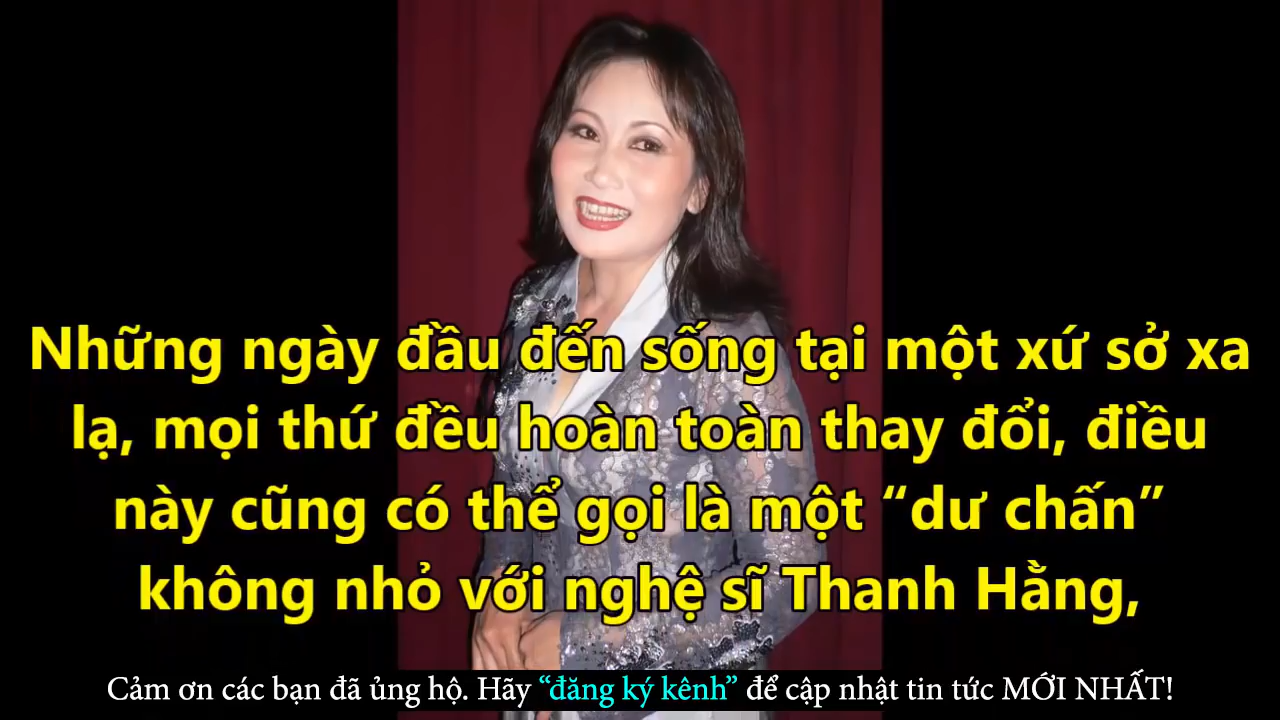 Những ngày đầu đến sống tại một xứ sở xa
lạ, mọi thứ đều hoàn toàn thay đổi, điều
này cũng có thể gọi là một “dư chấn”
không nhỏ với nghệ sĩ Thanh Hằng,
Cảm ơn các bạn đã ủng hộ. Hãy “đăng ký kênh” để cập nhật tin tức MỚI NHẤT!